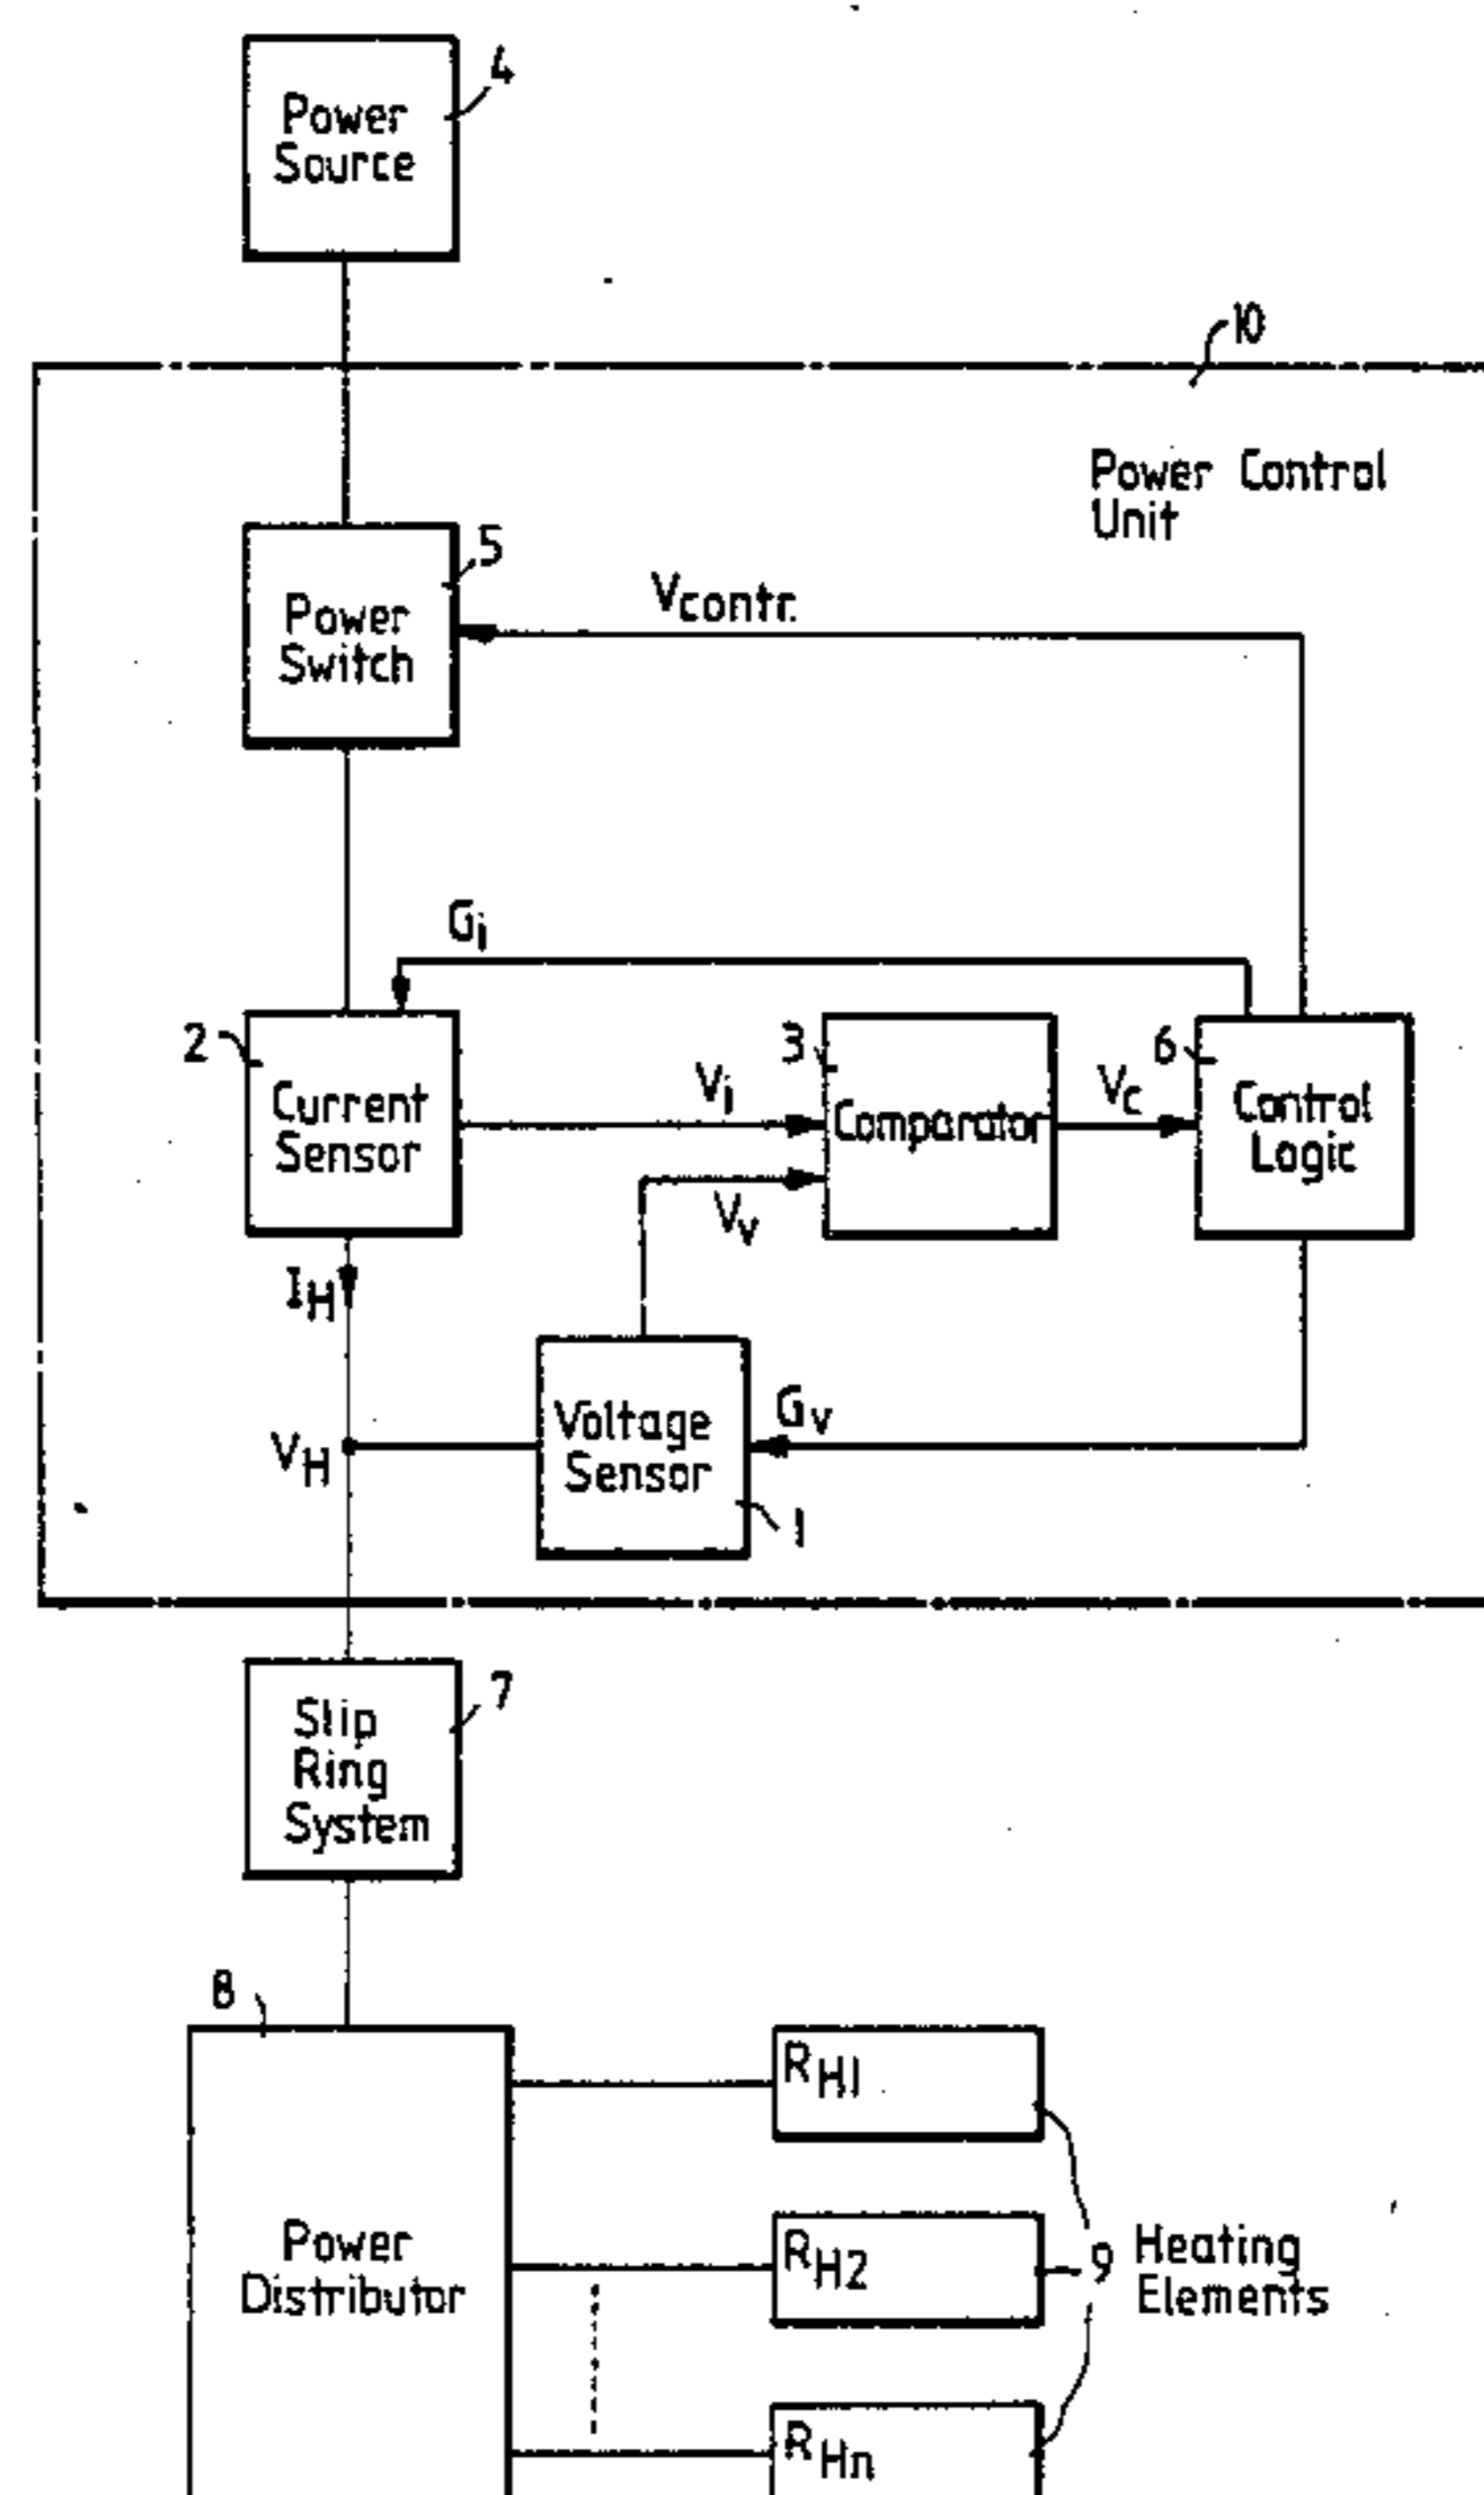 4
Power
Source
10
Power Control
Unit
5
Power
Switch
Vcontr.
Gi
2
Current
Sensor
Vi
3
Comparator
Vc
6
Control
Logic
Vv
IH
Voltage
Sensor
Gv
VH
1
7
Slip
Ring
System
8
Power
Distributor
RH1
RH2
9 Heating
Elements
RHn